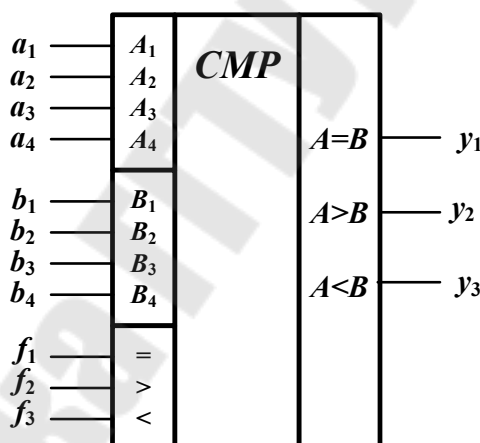 a1 A1 CMP
a2 A2
a3 A3
a4 A4 A=B y1
b1 B1
b2 B2 A>B y2
b3 B3
b4 B4 A<B y3
f1 =
f2 >
f3 <